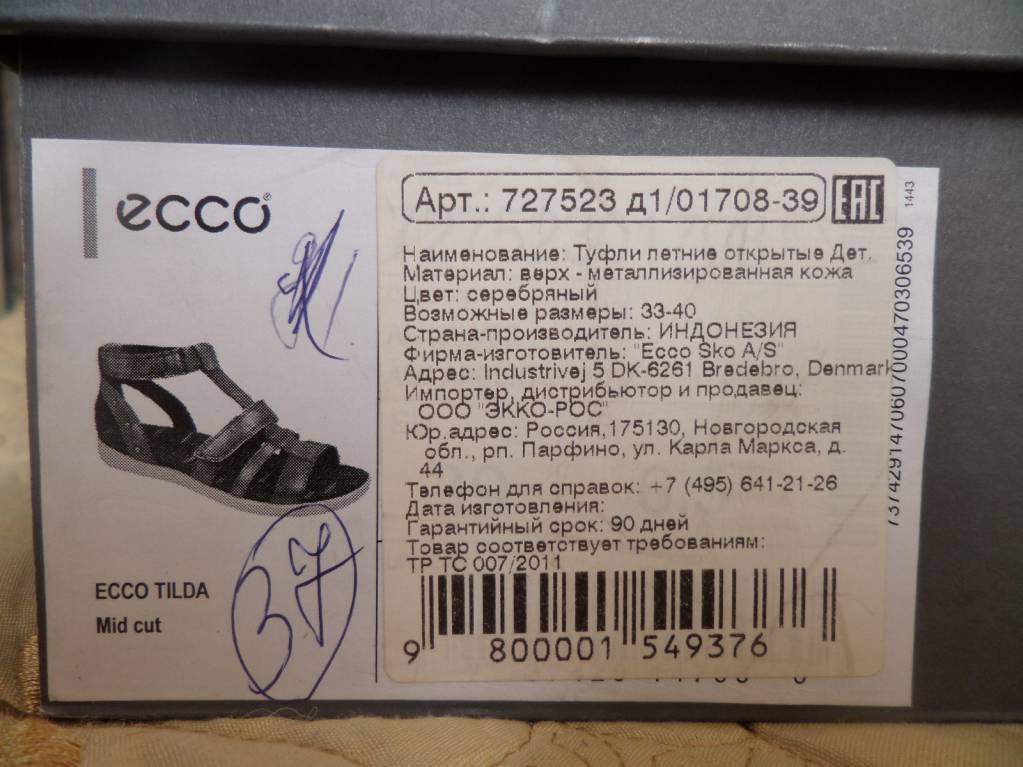 ecco®
ECCO TILDA
Mid cut
37
Арт.: 727523 д1/01708-39
EAC
Наименование: Туфли летние открытые Дет.
Материал: верх - металлизированная кожа
Цвет: серебряный
Возможные размеры: 33-40
Страна-производитель: ИНДОНЕЗИЯ
Фирма-изготовитель: "Ecco Sko A/S"
Адрес: Industrivej 5 DK-6261 Bredebro, Denmark
Импортер, дистрибьютор и продавец:
ООО "ЭККО-РОС"
Юр.адрес: Россия,175130, Новгородская
обл., рп. Парфино, ул. Карла Маркса, д.
44
Телефон для справок: +7 (495) 641-21-26
Дата изготовления:
Гарантийный срок: 90 дней
Товар соответствует требованиям:
ТР ТС 007/2011
9 800001 549376
73742914706070004703065​39
1443